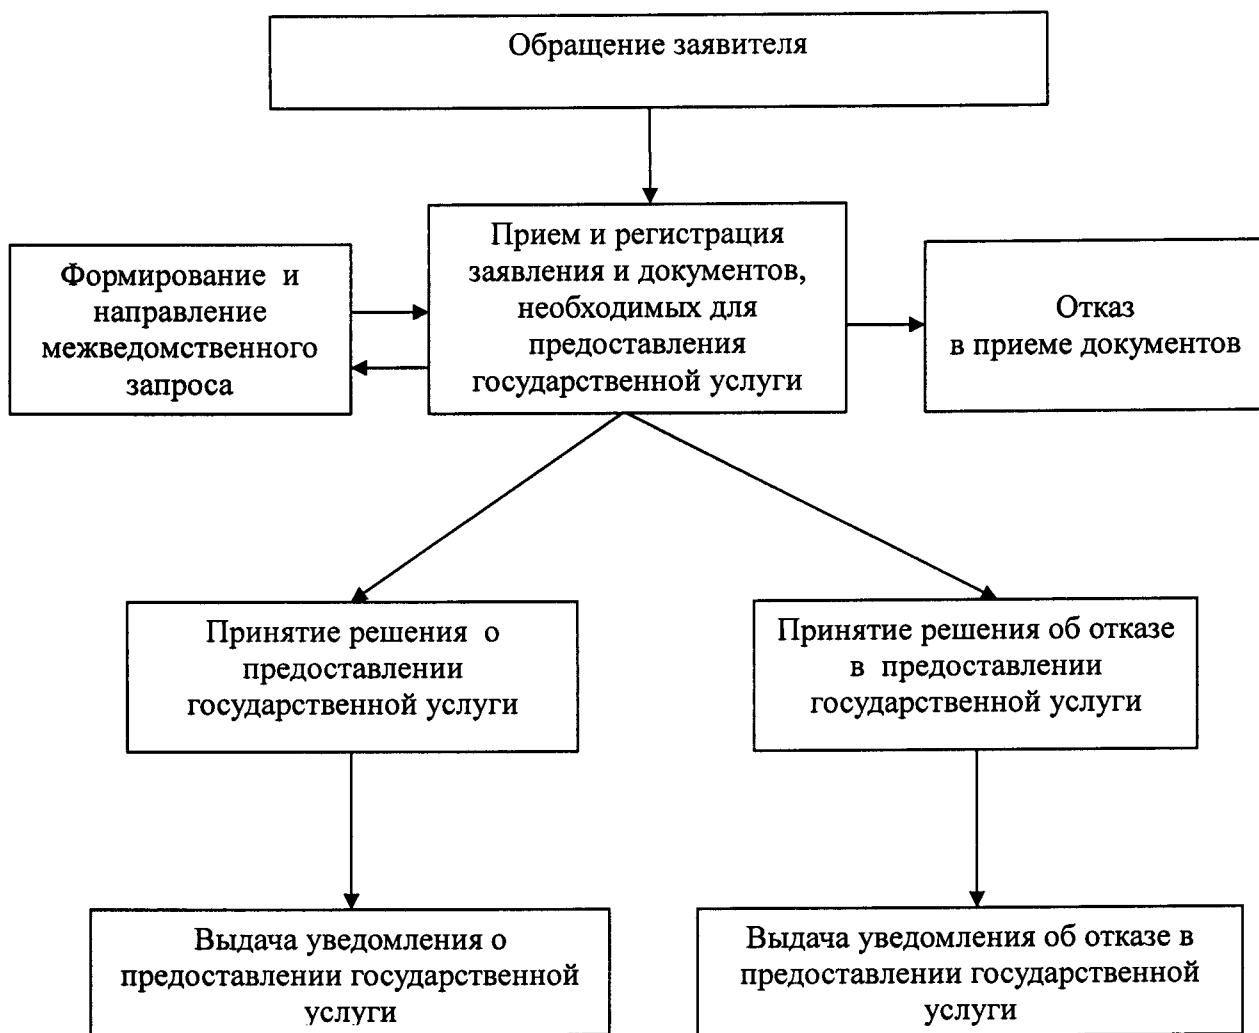 Обращение заявителя
Формирование и
направление
межведомственного
запроса
Прием и регистрация
заявления и документов,
необходимых для
предоставления
государственной услуги
Отказ
в приеме документов
Принятие решения о
предоставлении
государственной услуги
Принятие решения об отказе
в предоставлении
государственной услуги
Выдача уведомления о
предоставлении государственной
услуги
Выдача уведомления об отказе в
предоставлении государственной
услуги